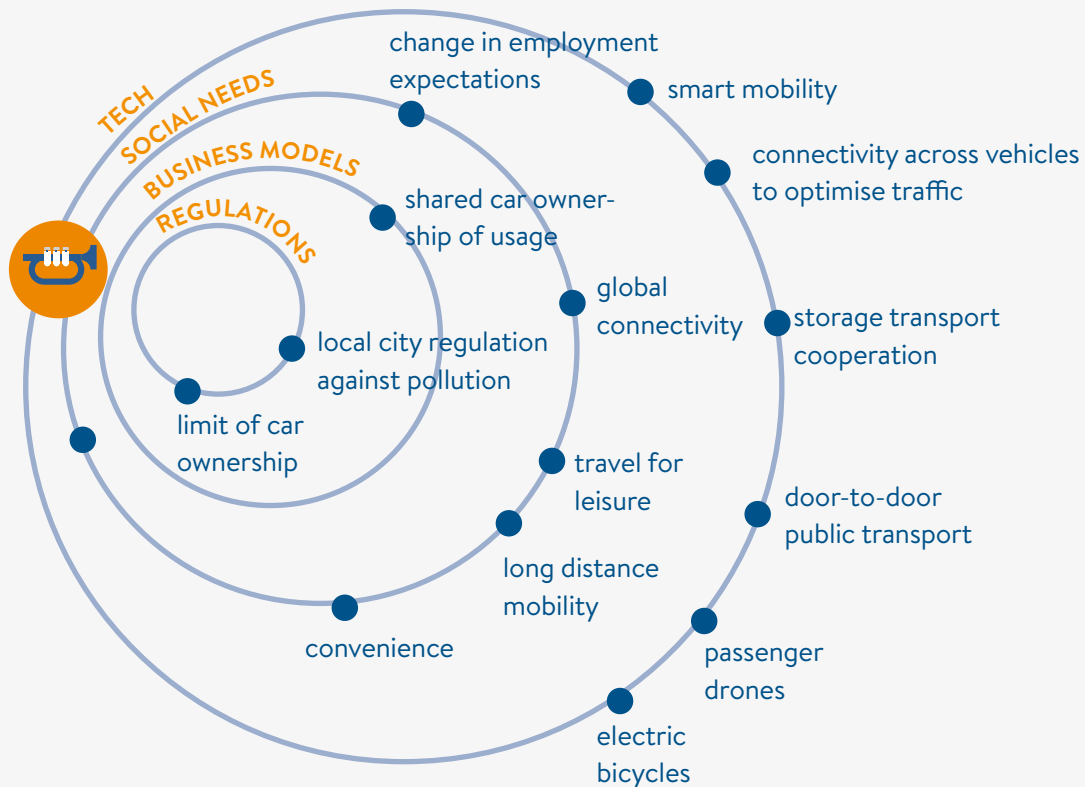 TECH
SOCIAL NEEDS
BUSINESS MODELS
REGULATIONS
change in employment
expectations
smart mobility
connectivity across vehicles
to optimise traffic
shared car owner-
ship of usage
global
connectivity
storage transport
cooperation
local city regulation
against pollution
limit of car
ownership
travel for
leisure
door-to-door
public transport
long distance
mobility
convenience
passenger
drones
electric
bicycles